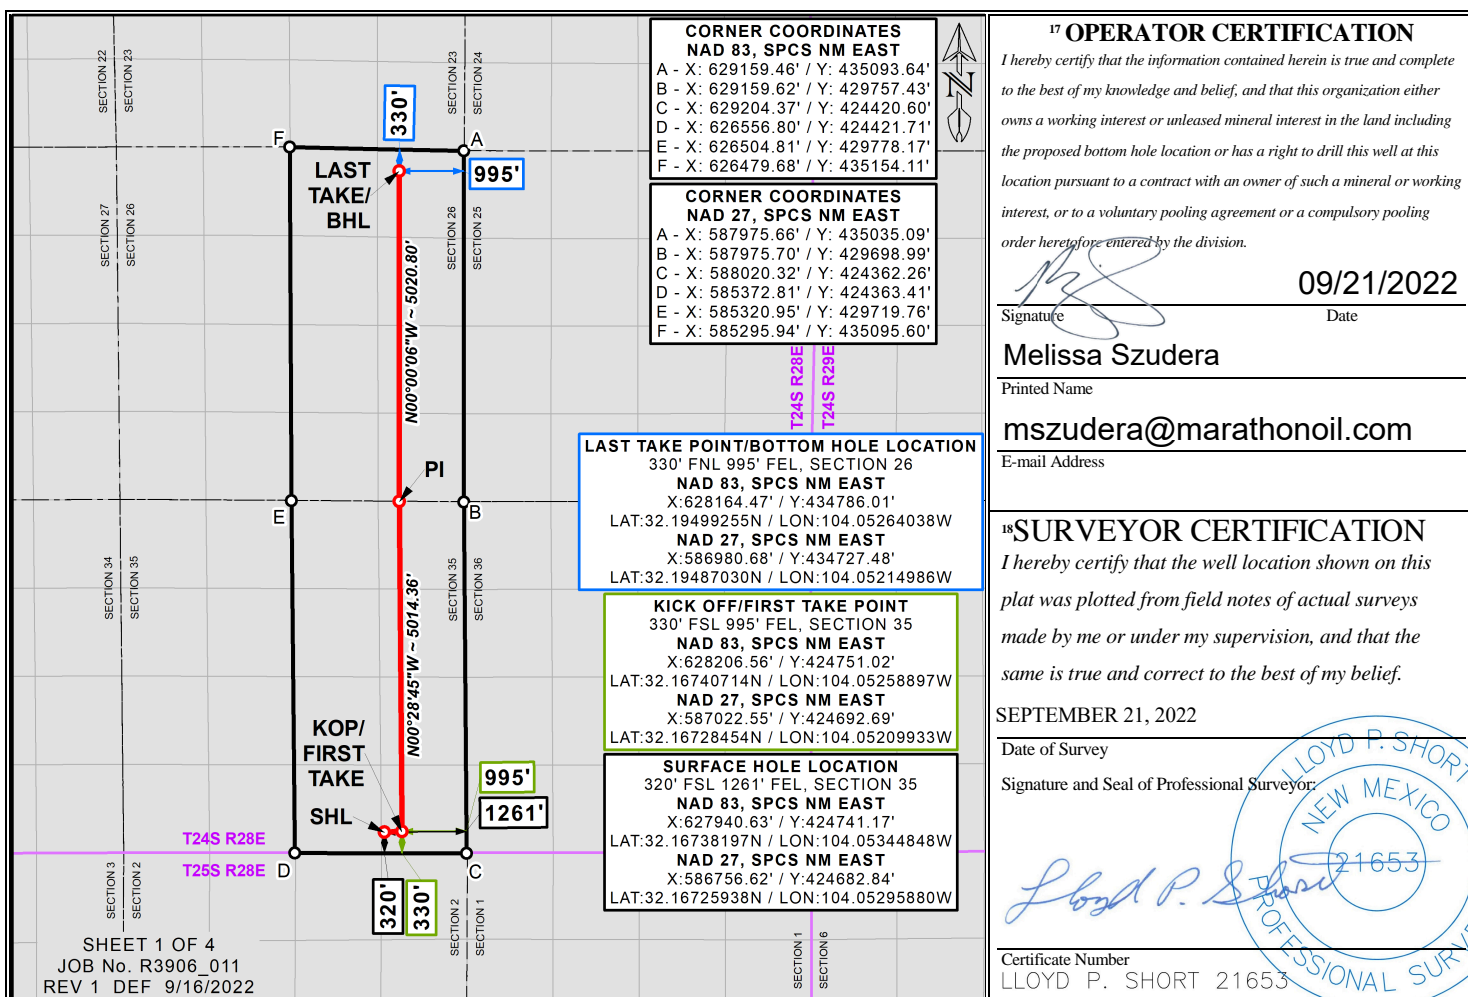 SECTION 22
SECTION 23
SECTION 23
SECTION 24
330'
F
A
LAST
TAKE/
BHL
995'
SECTION 27
SECTION 26
SECTION 26
SECTION 25
N00°00'06"W ~ 5020.80'
PI
E
B
SECTION 34
SECTION 35
SECTION 35
SECTION 36
N00°28'45"W ~ 5014.36'
KOP/
FIRST
TAKE
SHL
995'
1261'
T24S R28E
T25S R28E
D
C
320'
330'
SECTION 3
SECTION 2
SECTION 2
SECTION 1
SECTION 1
SECTION 6
T24S R28E
T24S R29E
SHEET 1 OF 4
JOB No. R3906_011
REV 1 DEF 9/16/2022
CORNER COORDINATES
NAD 83, SPCS NM EAST
A - X: 629159.46' / Y: 435093.64'
B - X: 629159.62' / Y: 429757.43'
C - X: 629204.37' / Y: 424420.60'
D - X: 626556.80' / Y: 424421.71'
E - X: 626504.81' / Y: 429778.17'
F - X: 626479.68' / Y: 435154.11'
N
CORNER COORDINATES
NAD 27, SPCS NM EAST
A - X: 587975.66' / Y: 435035.09'
B - X: 587975.70' / Y: 429698.99'
C - X: 588020.32' / Y: 424362.26'
D - X: 585372.81' / Y: 424363.41'
E - X: 585320.95' / Y: 429719.76'
F - X: 585295.94' / Y: 435095.60'
LAST TAKE POINT/BOTTOM HOLE LOCATION
330' FNL 995' FEL, SECTION 26
NAD 83, SPCS NM EAST
X:628164.47' / Y:434786.01'
LAT:32.19499255N / LON:104.05264038W
NAD 27, SPCS NM EAST
X:586980.68' / Y:434727.48'
LAT:32.19487030N / LON:104.05214986W
KICK OFF/FIRST TAKE POINT
330' FSL 995' FEL, SECTION 35
NAD 83, SPCS NM EAST
X:628206.56' / Y:424751.02'
LAT:32.16740714N / LON:104.05258897W
NAD 27, SPCS NM EAST
X:587022.55' / Y:424692.69'
LAT:32.16728454N / LON:104.05209933W
SURFACE HOLE LOCATION
320' FSL 1261' FEL, SECTION 35
NAD 83, SPCS NM EAST
X:627940.63' / Y:424741.17'
LAT:32.16738197N / LON:104.05344848W
NAD 27, SPCS NM EAST
X:586756.62' / Y:424682.84'
LAT:32.16725938N / LON:104.05295880W
17 OPERATOR CERTIFICATION
I hereby certify that the information contained herein is true and complete
to the best of my knowledge and belief, and that this organization either
owns a working interest or unleased mineral interest in the land including
the proposed bottom hole location or has a right to drill this well at this
location pursuant to a contract with an owner of such a mineral or working
interest, or to a voluntary pooling agreement or a compulsory pooling
order heretofore entered by the division.
09/21/2022
Signature Date
Melissa Szudera
Printed Name
mszudera@marathonoil.com
E-mail Address
18SURVEYOR CERTIFICATION
I hereby certify that the well location shown on this
plat was plotted from field notes of actual surveys
made by me or under my supervision, and that the
same is true and correct to the best of my belief.
SEPTEMBER 21, 2022
Date of Survey
Signature and Seal of Professional Surveyor:
LLOYD P. SHORT
NEW MEXICO
21653
PROFESSIONAL SURV
Lloyd P. Short
Certificate Number
LLOYD P. SHORT 21653